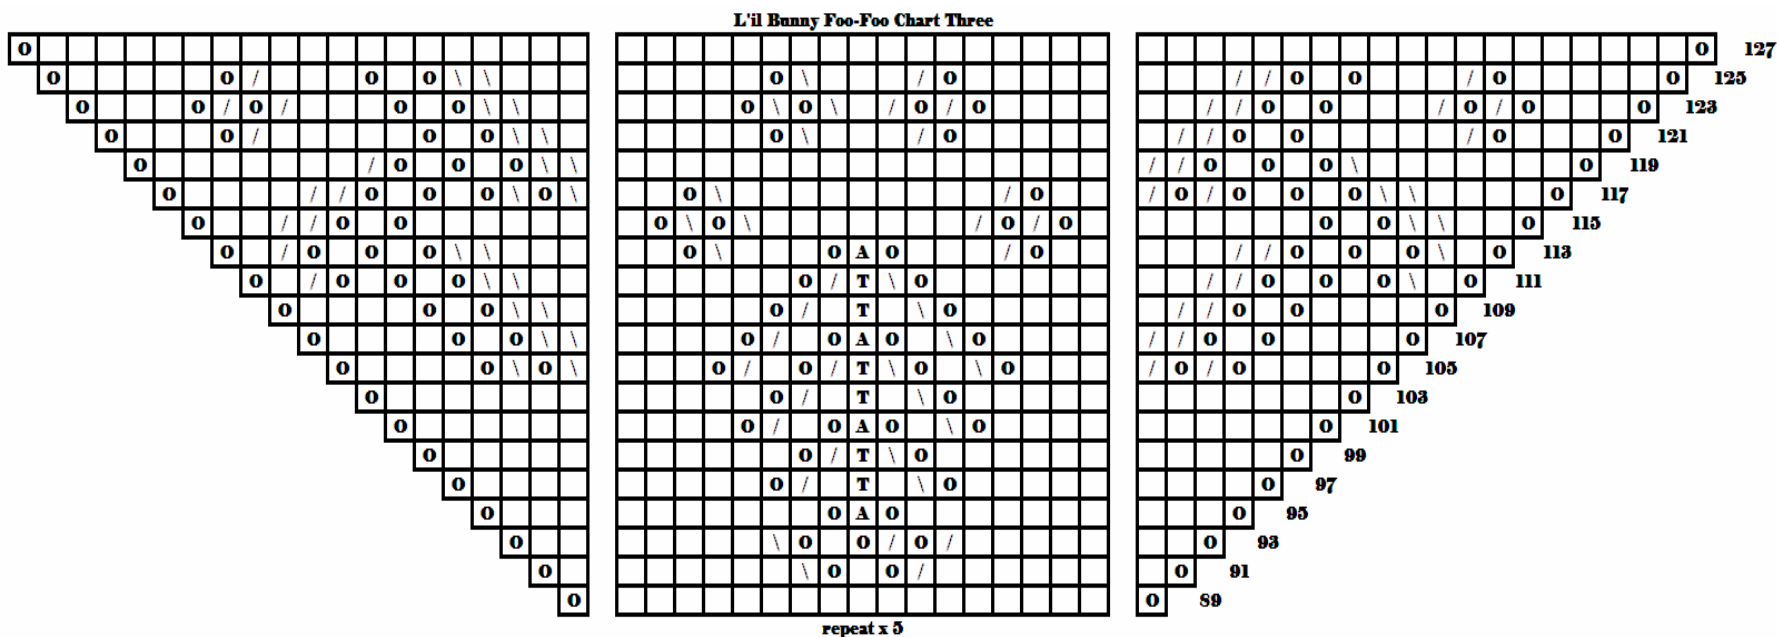 L'il Bunny Foo-Foo Chart Three
O O 127
O O / O O \ \ O \ / O / / O O / O O 125
O O / O / O O \ \ O \ O \ / O / O / / O O / O / O O 123
O O / O O \ \ O \ / O / / O O / O O 121
O / O O O \ \ / / O O O \ O 119
O / / O O O \ O \ O \ / O / O / O O O \ \ O 117
O / / O O O \ O \ / O / O O O \ \ O 115
O / O O O \ \ O \ O A O / O / / O O O \ O 113
O / O O O \ \ O / T \ O / / O O O \ O 111
O O O \ \ O / T \ O / / O O O 109
O O O \ \ O / O A O \ O / / O O O 107
O O \ O \ O / O / T \ O \ O / O / O O 105
O O / T \ O O 103
O O / O A O \ O O 101
O O / T \ O O 99
O O / T \ O O 97
O O A O O 95
O \ O O / O / O 93
O \ O O / O 91
O O 89
repeat x 5